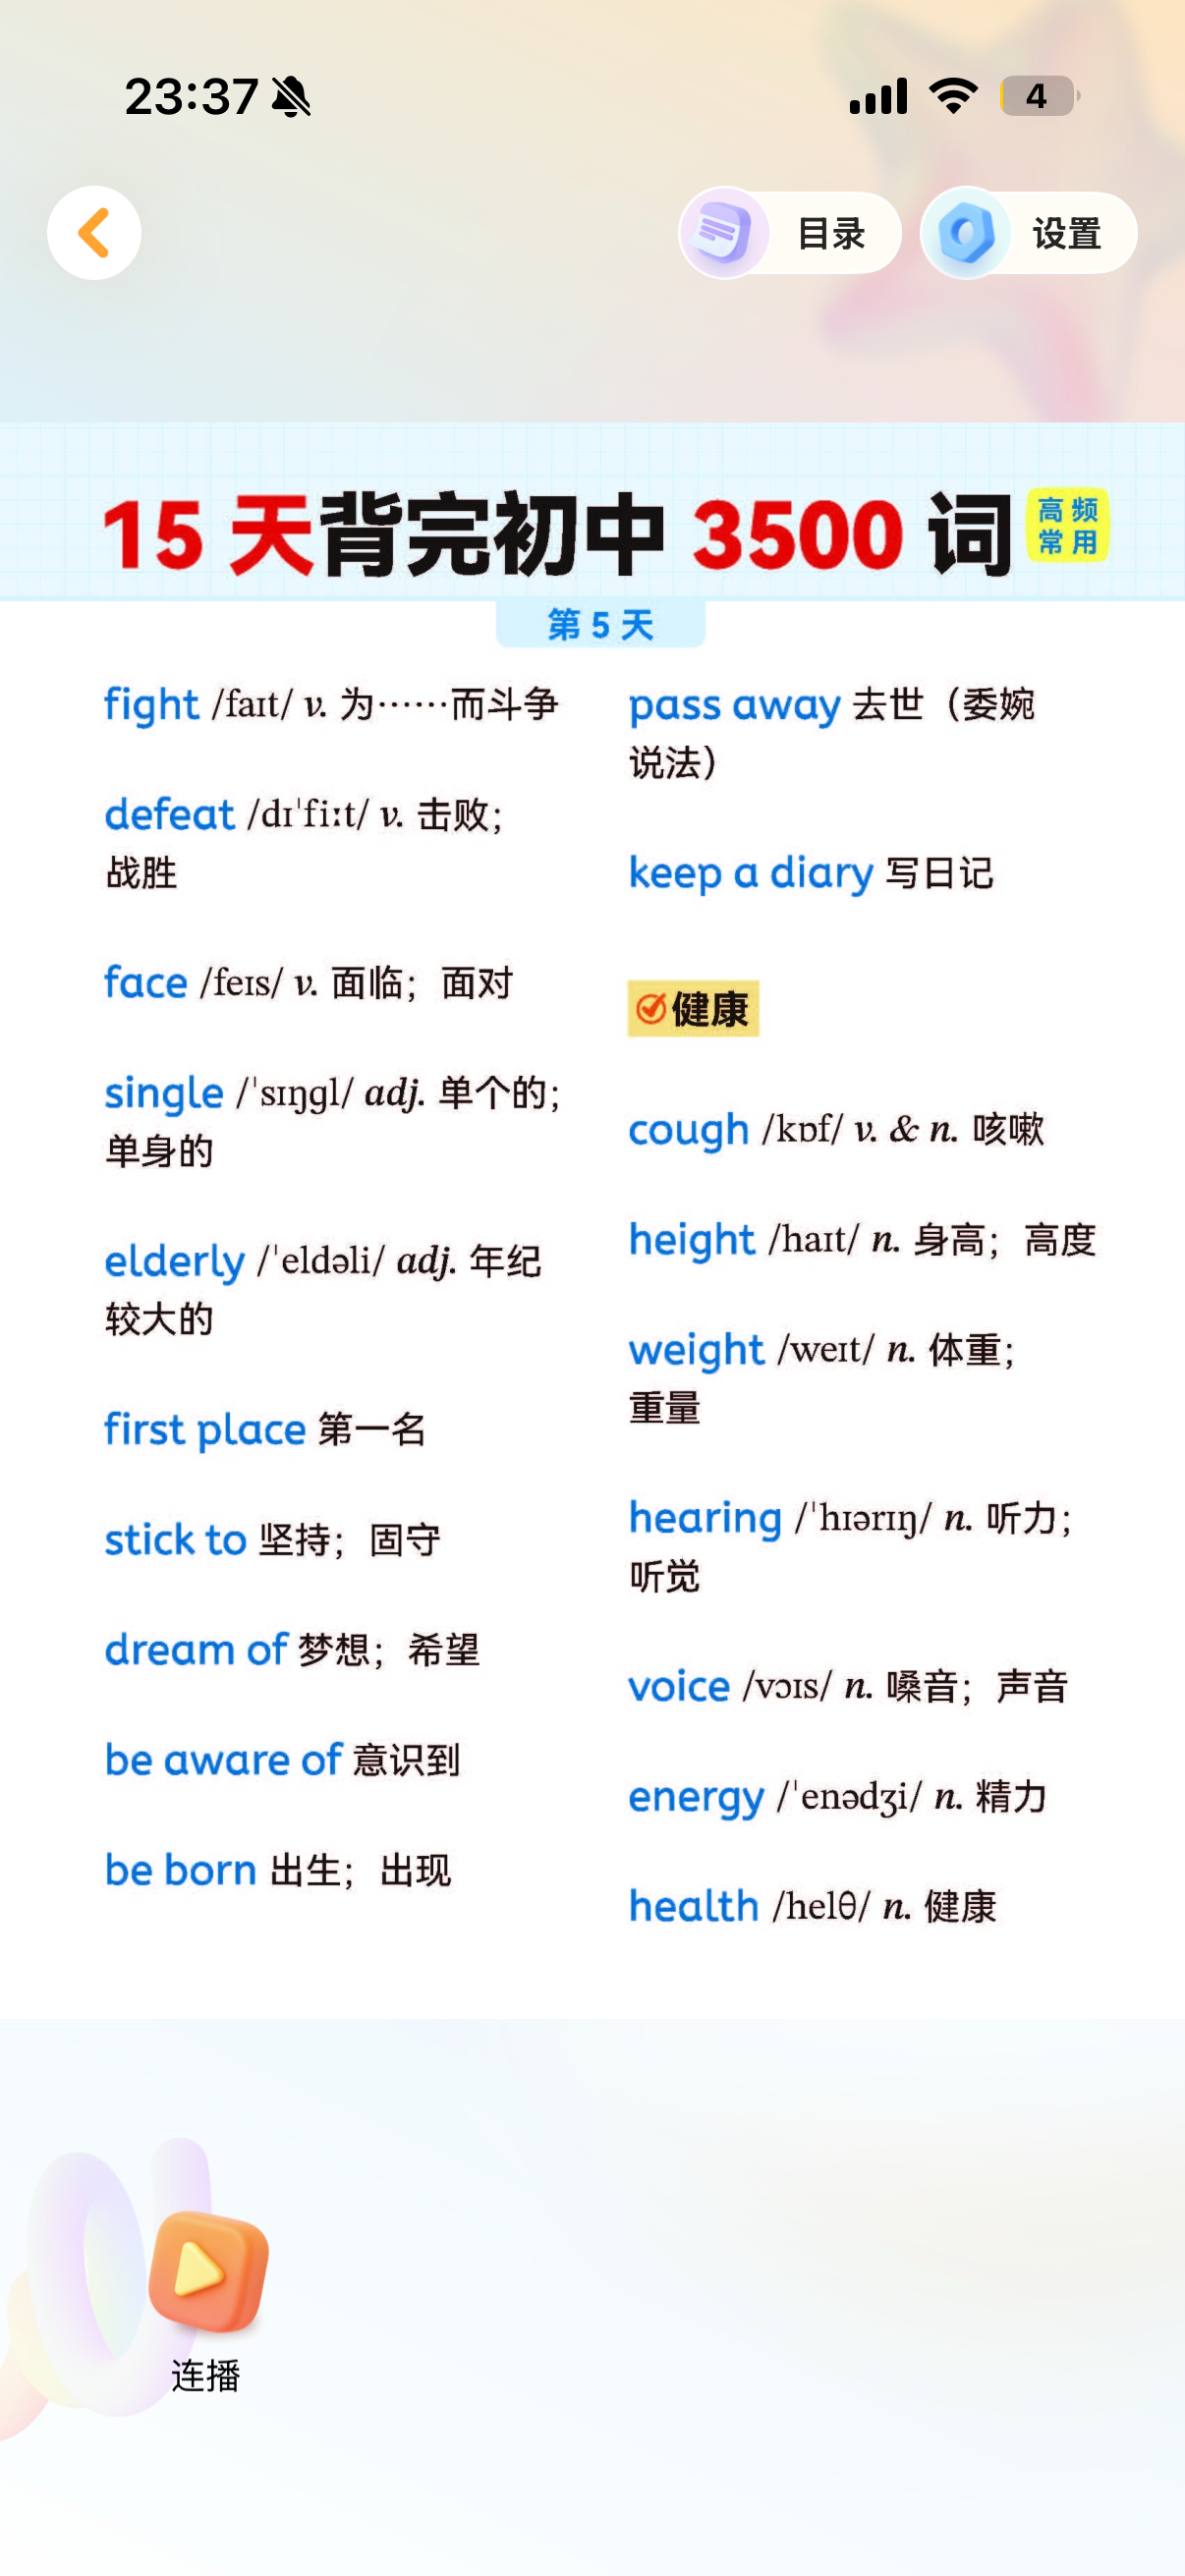 23:37
4
目录
设置
15 天背完初中 3500 词
高频
常用
第 5 天
fight /faɪt/ v. 为……而斗争
defeat /dɪˈfiːt/ v. 击败；
战胜
face /feɪs/ v. 面临；面对
single /ˈsɪŋɡl/ adj. 单个的；
单身的
elderly /ˈeldəli/ adj. 年纪
较大的
first place 第一名
stick to 坚持；固守
dream of 梦想；希望
be aware of 意识到
be born 出生；出现
pass away 去世（委婉
说法）
keep a diary 写日记
健康
cough /kɒf/ v. & n. 咳嗽
height /haɪt/ n. 身高；高度
weight /weɪt/ n. 体重；
重量
hearing /ˈhɪərɪŋ/ n. 听力；
听觉
voice /vɔɪs/ n. 嗓音；声音
energy /ˈenədʒi/ n. 精力
health /helθ/ n. 健康
连播